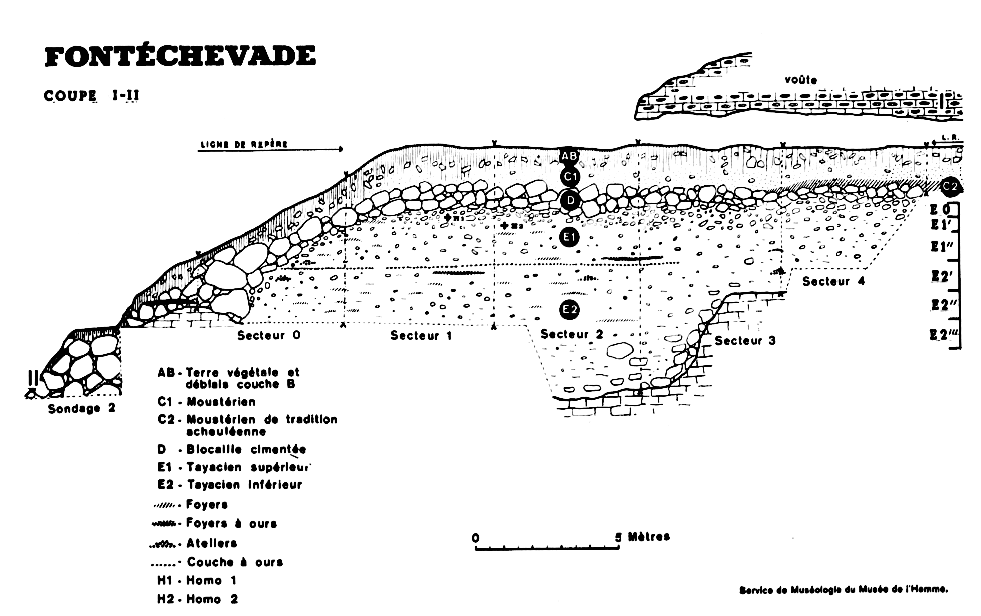 FONTÉCHEVADE
COUPE I-II
voûte
I
LIGNE DE REPÈRE
L.R.
AB
C1
C2
D
H1
H2
E1
E2
E0
E1'
E1''
E2'
E2''
E2'''
Secteur 4
Secteur 0
Secteur 1
Secteur 2
Secteur 3
II
Sondage 2
AB - Terre végétale et
déblais couche B
C1 - Moustérien
C2 - Moustérien de tradition
acheuléenne
D - Blocaille cimentée
E1 - Tayacien supérieur
E2 - Tayacien inférieur
- Foyers
- Foyers à ours
- Ateliers
- Couche à ours
H1 - Homo 1
H2 - Homo 2
0 5 Mètres
Service de Muséologie du Musée de l'Homme.